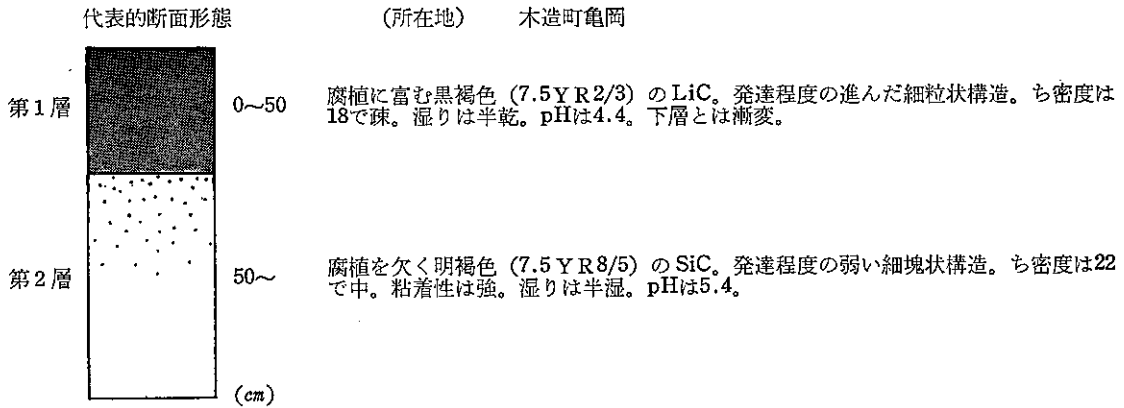 代表的断面形態 (所在地) 木造町亀岡
第1層 0~50 腐植に富む黒褐色 (7.5YR2/3) のLiC。発達程度の進んだ細粒状構造。ち密度は
18で疎。湿りは半乾。pHは4.4。下層とは漸変。
第2層 50~ 腐植を欠く明褐色 (7.5YR8/5) のSiC。発達程度の弱い細塊状構造。ち密度は22
で中。粘着性は強。湿りは半湿。pHは5.4。
(cm)